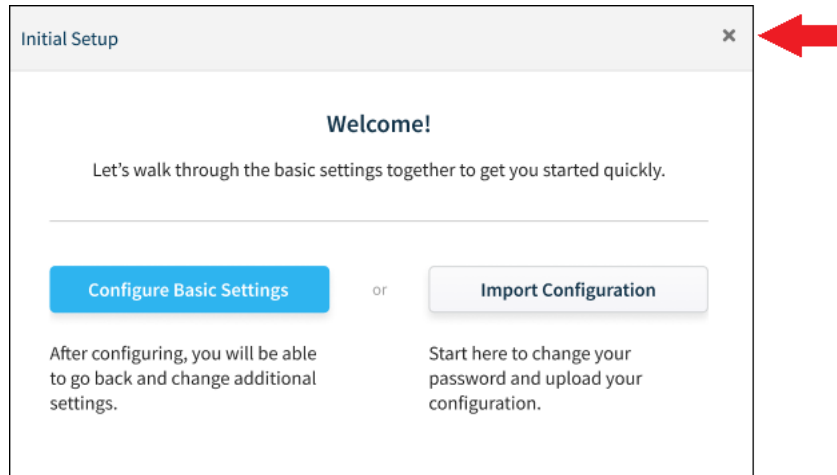 Initial Setup
Welcome!
Let's walk through the basic settings together to get you started quickly.
Configure Basic Settings
or
Import Configuration
After configuring, you will be able
to go back and change additional
settings.
Start here to change your
password and upload your
configuration.